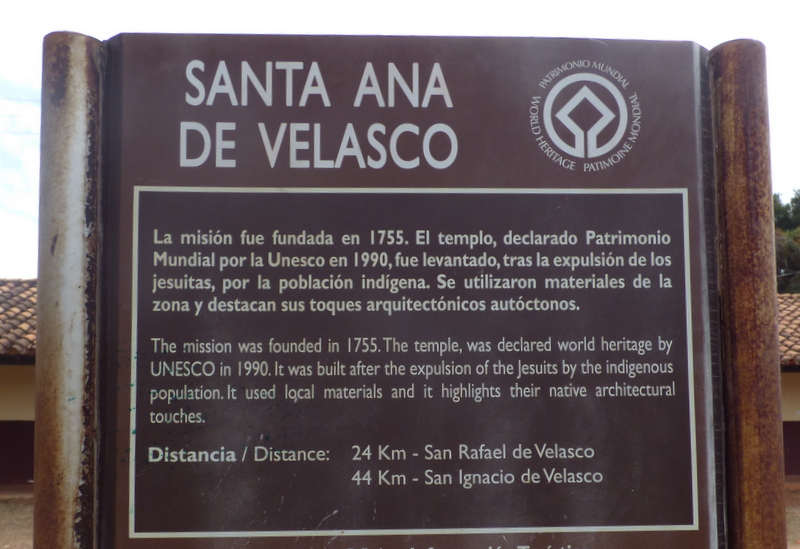 SANTA ANA
DE VELASCO
PATRIMONIO MUNDIAL
WORLD HERITAGE
PATRIMOINE MONDIAL
La misión fue fundada en 1755. El templo, declarado Patrimonio
Mundial por la Unesco en 1990, fue levantado, tras la expulsión de los
jesuitas, por la población indígena. Se utilizaron materiales de la
zona y destacan sus toques arquitectónicos autóctonos.
The mission was founded in 1755. The temple, was declared world heritage by
UNESCO in 1990. It was built after the expulsion of the Jesuits by the indigenous
population. It used local materials and it highlights their native architectural
touches.
Distancia / Distance: 24 Km - San Rafael de Velasco
44 Km - San Ignacio de Velasco